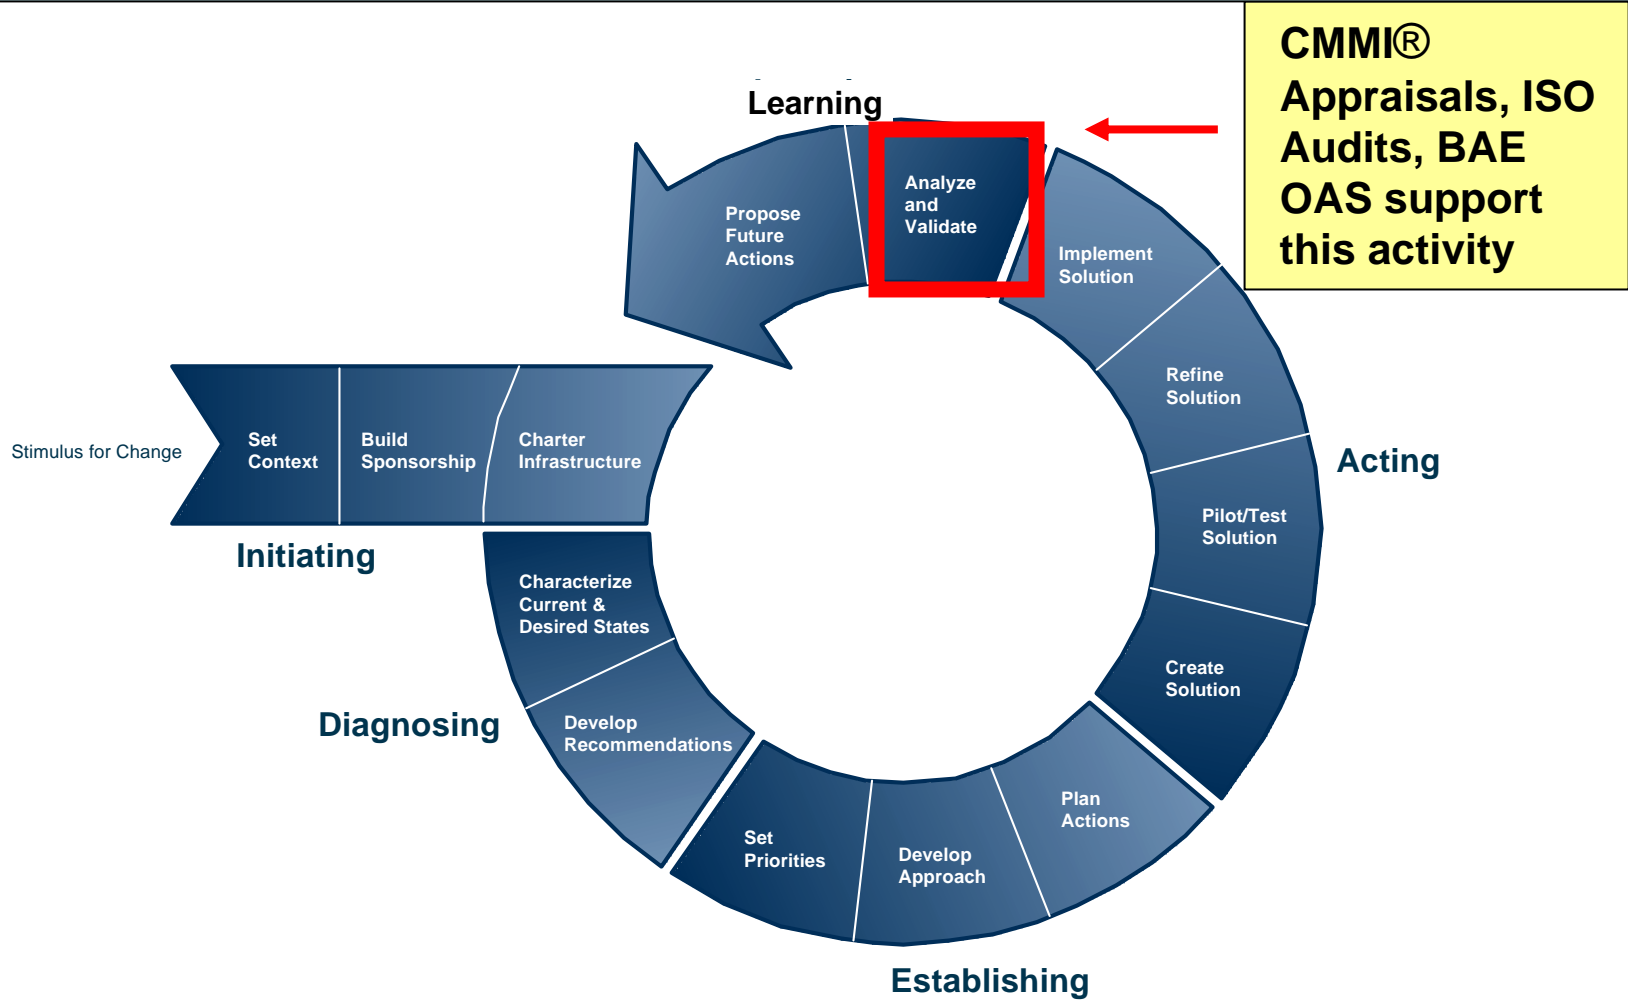 CMMI®
Appraisals, ISO
Audits, BAE
OAS support
this activity
Learning
Analyze
and
Validate
Propose
Future
Actions
Implement
Solution
Refine
Solution
Acting
Pilot/Test
Solution
Create
Solution
Stimulus for Change
Set
Context
Build
Sponsorship
Charter
Infrastructure
Initiating
Characterize
Current &
Desired States
Diagnosing
Develop
Recommendations
Set
Priorities
Develop
Approach
Plan
Actions
Establishing